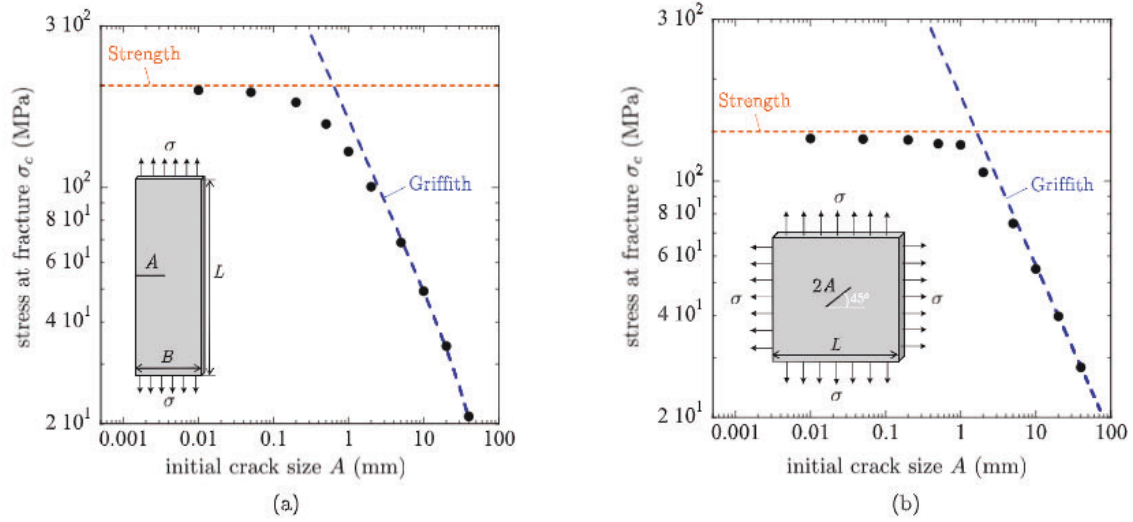 3 10²
Strength
stress at fracture σ_c (MPa)
10²
8 10¹
6 10¹
4 10¹
2 10¹
Griffith
σ
A
L
B
σ
0.001 0.01 0.1 1 10 100
initial crack size A (mm)
(a)
3 10²
Strength
stress at fracture σ_c (MPa)
10²
8 10¹
6 10¹
4 10¹
2 10¹
Griffith
σ
σ
2A
45º
σ
L
σ
0.001 0.01 0.1 1 10 100
initial crack size A (mm)
(b)